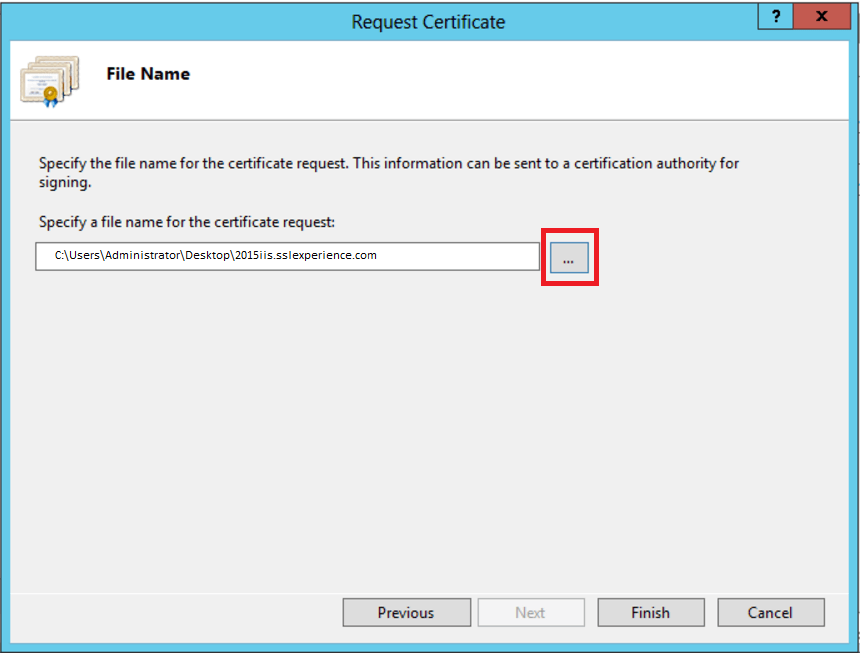 Request Certificate
?
x
File Name
Specify the file name for the certificate request. This information can be sent to a certification authority for
signing.
Specify a file name for the certificate request:
C:\Users\Administrator\Desktop\2015iis.sslexperience.com
...
Previous
Next
Finish
Cancel